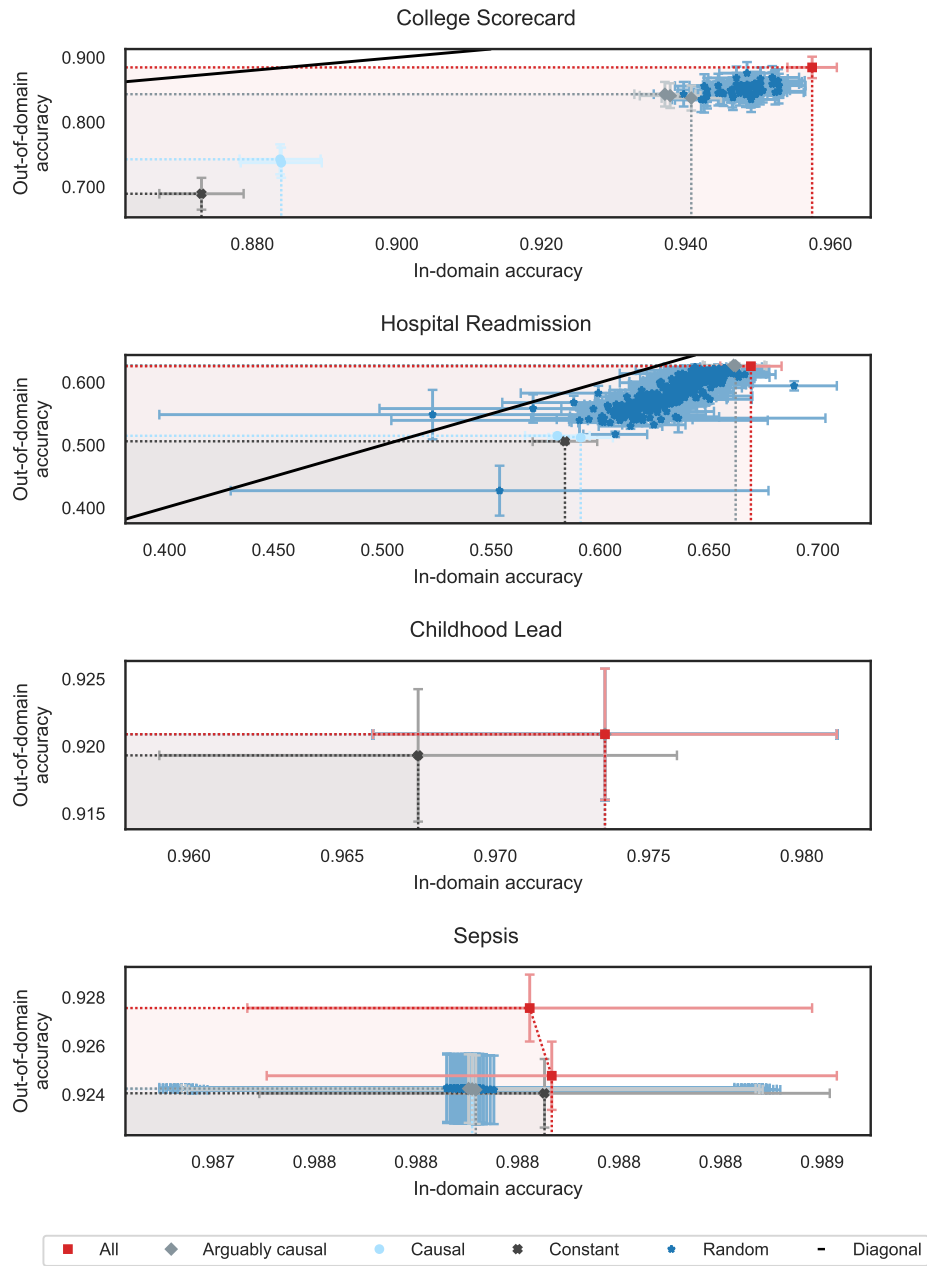 College Scorecard
Out-of-domain
accuracy
0.900
0.800
0.700
0.880 0.900 0.920 0.940 0.960
In-domain accuracy
Hospital Readmission
Out-of-domain
accuracy
0.600
0.500
0.400
0.400 0.450 0.500 0.550 0.600 0.650 0.700
In-domain accuracy
Childhood Lead
Out-of-domain
accuracy
0.925
0.920
0.915
0.960 0.965 0.970 0.975 0.980
In-domain accuracy
Sepsis
Out-of-domain
accuracy
0.928
0.926
0.924
0.987 0.988 0.988 0.988 0.988 0.988 0.989
In-domain accuracy
All Arguably causal Causal Constant Random Diagonal